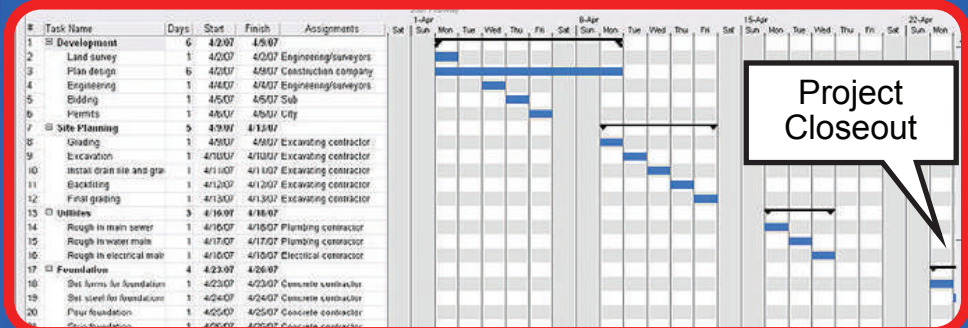 1-Apr 8-Apr 15-Apr 22-Apr
# Task Name Days Start Finish Assignments Sat Sun Mon Tue Wed Thu Fri Sat Sun Mon Tue Wed Thu Fri Sat Sun Mon Tue Wed Thu Fri Sat Sun Mon
1 Development 6 4/2/07 4/9/07
2 Land survey 1 4/2/07 4/2/07 Engineering/surveyors
3 Plan design 6 4/2/07 4/9/07 Construction company
4 Engineering 1 4/4/07 4/4/07 Engineering/surveyors
5 Bidding 1 4/5/07 4/5/07 Sub
6 Permits 1 4/6/07 4/6/07 City
7 Site Planning 5 4/9/07 4/13/07
8 Grading 1 4/9/07 4/9/07 Excavating contractor
9 Excavation 1 4/10/07 4/10/07 Excavating contractor
10 Install drain tile and grav 1 4/11/07 4/11/07 Excavating contractor
11 Backfilling 1 4/12/07 4/12/07 Excavating contractor
12 Final grading 1 4/13/07 4/13/07 Excavating contractor
13 Utilities 3 4/16/07 4/18/07
14 Rough in main sewer 1 4/16/07 4/16/07 Plumbing contractor
15 Rough in water main 1 4/17/07 4/17/07 Plumbing contractor
16 Rough in electrical main 1 4/18/07 4/18/07 Electrical contractor
17 Foundation 4 4/23/07 4/26/07
18 Set forms for foundation 1 4/23/07 4/23/07 Concrete contractor
19 Set steel for foundation 1 4/24/07 4/24/07 Concrete contractor
20 Pour foundation 1 4/25/07 4/25/07 Concrete contractor
Project
Closeout